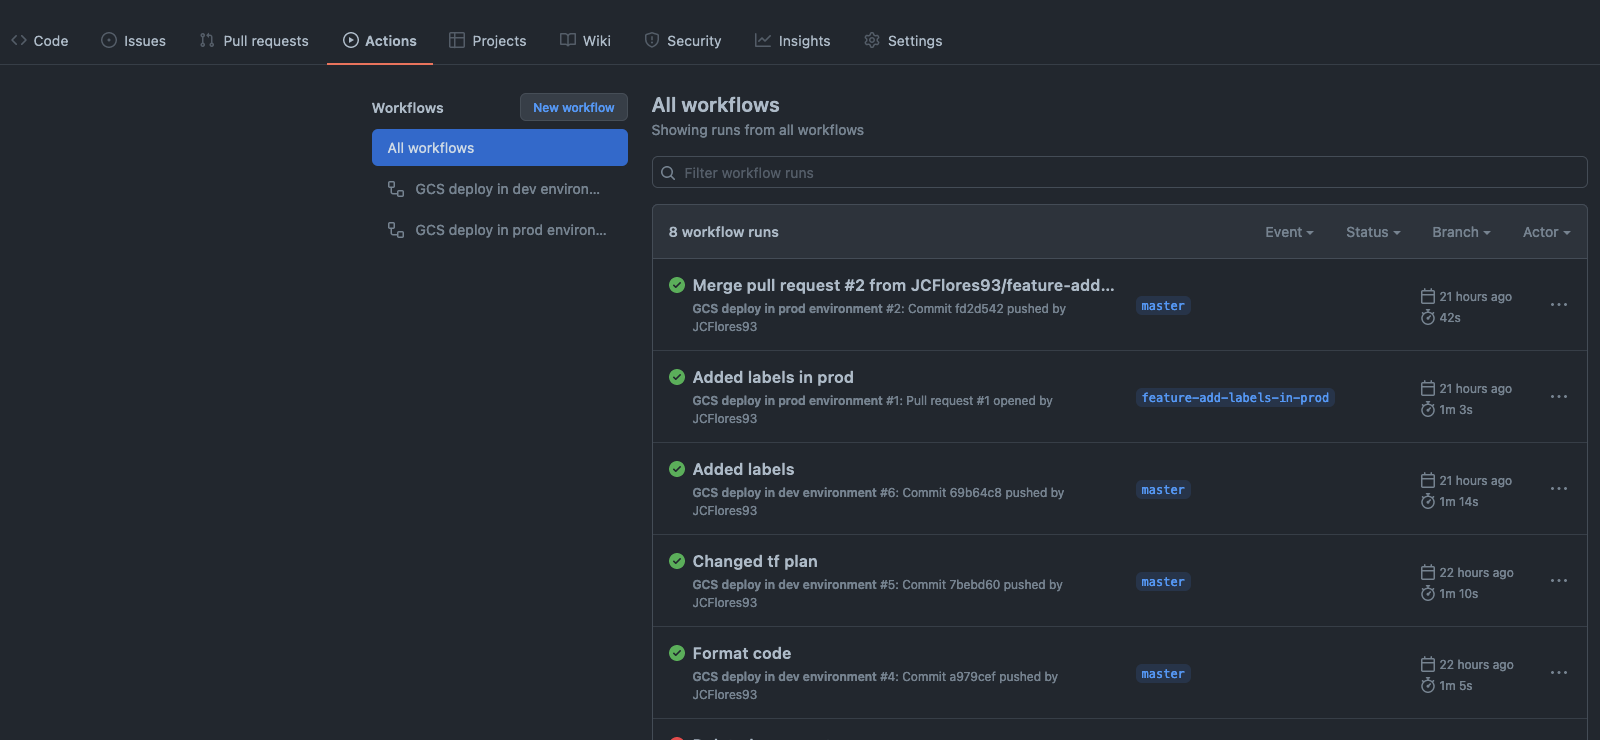 Code
Issues
Pull requests
Actions
Projects
Wiki
Security
Insights
Settings
Workflows
New workflow
All workflows
GCS deploy in dev environ...
GCS deploy in prod environ...
All workflows
Showing runs from all workflows
Filter workflow runs
8 workflow runs
Event
Status
Branch
Actor
Merge pull request #2 from JCFlores93/feature-add...
GCS deploy in prod environment #2: Commit fd2d542 pushed by
JCFlores93
master
21 hours ago
42s
Added labels in prod
GCS deploy in prod environment #1: Pull request #1 opened by
JCFlores93
feature-add-labels-in-prod
21 hours ago
1m 3s
Added labels
GCS deploy in dev environment #6: Commit 69b64c8 pushed by
JCFlores93
master
21 hours ago
1m 14s
Changed tf plan
GCS deploy in dev environment #5: Commit 7bebd60 pushed by
JCFlores93
master
22 hours ago
1m 10s
Format code
GCS deploy in dev environment #4: Commit a979cef pushed by
JCFlores93
master
22 hours ago
1m 5s